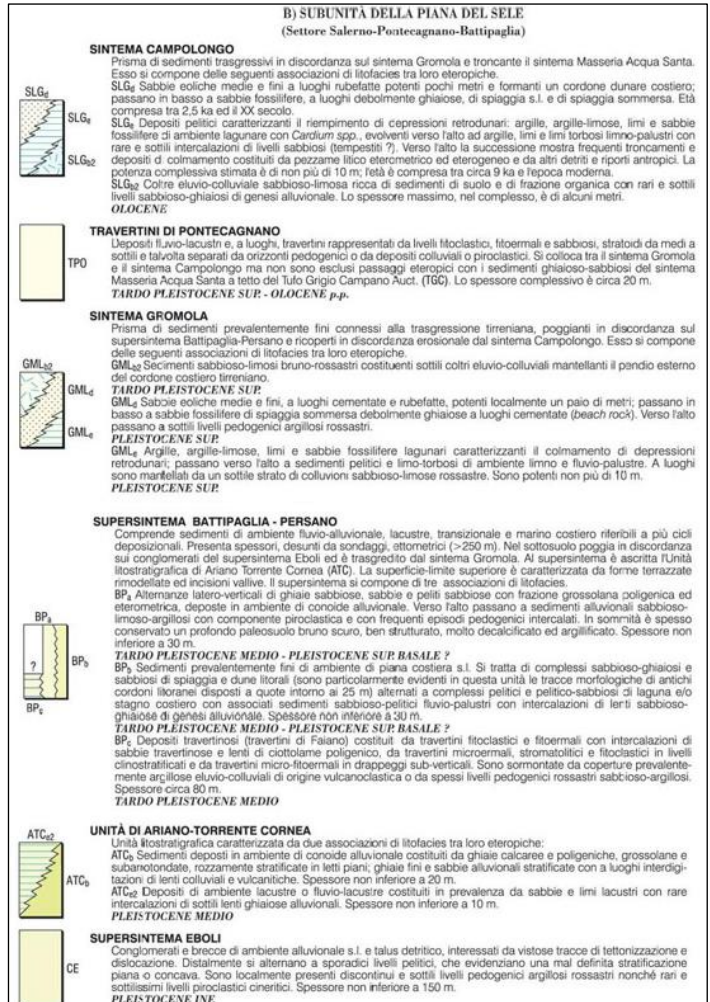 B) SUBUNITÀ DELLA PIANA DEL SELE
(Settore Salerno-Pontecagnano-Battipaglia)
SINTEMA CAMPOLONGO
Prisma di sedimenti trasgressivi in discordanza sul sintema Gromola e troncante il sintema Masseria Acqua Santa.
Esso si compone delle seguenti associazioni di litofacies tra loro eteropiche.
SLGd Sabbie eoliche medie e fini, a luoghi rubefatte potenti pochi metri e formanti un cordone dunare costiero;
passano in basso a sabbie fossilifere, a luoghi debolmente ghiaiose, di spiaggia s.l. e di spiaggia sommersa. Età
compresa tra 2,5 ka ed il XX secolo.
SLGe Depositi pelitici caratterizzanti il riempimento di depressioni retrodunari: argille, argille-limose, limi e sabbie
fossilifere di ambiente lagunare con Cardium spp., evolventi verso l'alto ad argille, limi e limi torbosi limno-palustri con
rare e sottili intercalazioni di livelli sabbiosi (tempestiti ?). Verso l'alto la successione mostra frequenti troncamenti e
depositi di colmamento costituiti da pezzame litico eterometrico ed eterogeneo e da altri detriti e riporti antropici. La
potenza complessiva stimata è di non più di 10 m; l'età è compresa tra circa 9 ka e l'epoca moderna.
SLGb2 Coltre eluvio-colluviale sabbioso-limosa ricca di sedimenti di suolo e di frazione organica con rari e sottili
livelli sabbioso-ghiaiosi di genesi alluvionale. Lo spessore massimo, nel complesso, è di alcuni metri.
OLOCENE
SLGd
SLGe
SLGb2
TRAVERTINI DI PONTECAGNANO
Depositi fluvio-lacustri e, a luoghi, travertini rappresentati da livelli fitoclastici, fitoermali e sabbiosi, stratoidi da medi a
sottili e talvolta separati da orizzonti pedogenici o da depositi colluviali o piroclastici. Si colloca tra il sintema Gromola
e il sintema Campolongo ma non sono esclusi passaggi eteropici con i sedimenti ghiaioso-sabbiosi del sintema
Masseria Acqua Santa a tetto del Tufo Grigio Campano Auct. (TGC). Lo spessore complessivo è circa 20 m.
TARDO PLEISTOCENE SUP. - OLOCENE p.p.
TPO
SINTEMA GROMOLA
Prisma di sedimenti prevalentemente fini connessi alla trasgressione tirreniana, poggianti in discordanza sul
supersintema Battipaglia-Persano e ricoperti in discordanza erosionale dal sintema Campolongo. Esso si compone
delle seguenti associazioni di litofacies tra loro eteropiche.
GMLb2 Sedimenti sabbioso-limosi bruno-rossastri costituenti sottili coltri eluvio-colluviali mantellanti il pendio esterno
del cordone costiero tirreniano.
TARDO PLEISTOCENE SUP.
GMLd Sabbie eoliche medie e fini, a luoghi cementate e rubefatte, potenti localmente un paio di metri; passano in
basso a sabbie fossilifere di spiaggia sommersa debolmente ghiaiose a luoghi cementate (beach rock). Verso l'alto
passano a sottili livelli pedogenici argillosi rossastri.
PLEISTOCENE SUP.
GMLe Argille, argille-limose, limi e sabbie fossilifere lagunari caratterizzanti il colmamento di depressioni
retrodunari; passano verso l'alto a sedimenti pelitici e limo-torbosi di ambiente limno e fluvio-palustre. A luoghi
sono mantellati da un sottile strato di colluvioni sabbioso-limose rossastre. Sono potenti non più di 10 m.
PLEISTOCENE SUP.
GMLb2
GMLd
GMLe
SUPERSINTEMA BATTIPAGLIA - PERSANO
Comprende sedimenti di ambiente fluvio-alluvionale, lacustre, transizionale e marino costiero riferibili a più cicli
deposizionali. Presenta spessori, desunti da sondaggi, ettometrici (>250 m). Nel sottosuolo poggia in discordanza
sui conglomerati del supersintema Eboli ed è trasgredito dal sintema Gromola. Al supersintema è ascritta l'Unità
litostratigrafica di Ariano Torrente Cornea (ATC). La superficie-limite superiore è caratterizzata da forme terrazzate
rimodellate ed incisioni vallive. Il supersintema si compone di tre associazioni di litofacies.
BPa Alternanze latero-verticali di ghiaie sabbiose, sabbie e peliti sabbiose con frazione grossolana poligenica ed
eterometrica, deposte in ambiente di conoide alluvionale. Verso l'alto passano a sedimenti alluvionali sabbioso-
limoso-argillosi con componente piroclastica e con frequenti episodi pedogenici intercalati. In sommità è spesso
conservato un profondo paleosuolo bruno scuro, ben strutturato, molto decalcificato ed argillificato. Spessore non
inferiore a 30 m.
TARDO PLEISTOCENE MEDIO - PLEISTOCENE SUP. BASALE ?
BPb Sedimenti prevalentemente fini di ambiente di piana costiera s.l. Si tratta di complessi sabbioso-ghiaiosi e
sabbiosi di spiaggia e dune litorali (sono particolarmente evidenti in questa unità le tracce morfologiche di antichi
cordoni litoranei disposti a quote intorno ai 25 m) alternati a complessi pelitici e pelitico-sabbiosi di laguna e/o
stagno costiero con associati sedimenti sabbioso-pelitici fluvio-palustri con intercalazioni di lenti sabbioso-
ghiaiose di genesi alluvionale. Spessore non inferiore a 30 m.
TARDO PLEISTOCENE MEDIO - PLEISTOCENE SUP. BASALE ?
BPc Depositi travertinosi (travertini di Faiano) costituit da travertini fitoclastici e fitoermali con intercalazioni di
sabbie travertinose e lenti di ciottolame poligenico, da travertini microermali, stromatolitici e fitoclastici in livelli
clinostratificati e da travertini micro-fitoermali in drappeggi sub-verticali. Sono sormontate da coperture prevalente-
mente argillose eluvio-colluviali di origine vulcanoclastica o da spessi livelli pedogenici rossastri sabbioso-argillosi.
Spessore circa 80 m.
TARDO PLEISTOCENE MEDIO
BPa
?
BPb
BPc
UNITÀ DI ARIANO-TORRENTE CORNEA
Unità litostratigrafica caratterizzata da due associazioni di litofacies tra loro eteropiche:
ATCb Sedimenti deposti in ambiente di conoide alluvionale costituiti da ghiaie calcaree e poligeniche, grossolane e
subarrotondate, rozzamente stratificate in letti piani; ghiaie fini e sabbie alluvionali stratificate con a luoghi interdigi-
tazioni di lenti colluviali e vulcanitiche. Spessore non inferiore a 20 m.
ATCe2 Depositi di ambiente lacustre o fluvio-lacustre costituiti in prevalenza da sabbie e limi lacustri con rare
intercalazioni di sottili lenti ghiaiose alluvionali. Spessore non inferiore a 10 m.
PLEISTOCENE MEDIO
ATCe2
ATCb
SUPERSINTEMA EBOLI
Conglomerati e brecce di ambiente alluvionale s.l. e talus detritico, interessati da vistose tracce di tettonizzazione e
dislocazione. Distalmente si alternano a sporadici livelli pelitici, che evidenziano una mal definita stratificazione
piana o concava. Sono localmente presenti discontinui e sottili livelli pedogenici argillosi rossastri nonché rari e
sottilissimi livelli piroclastici cineritici. Spessore non inferiore a 150 m.
PLEISTOCENE INF.
CE